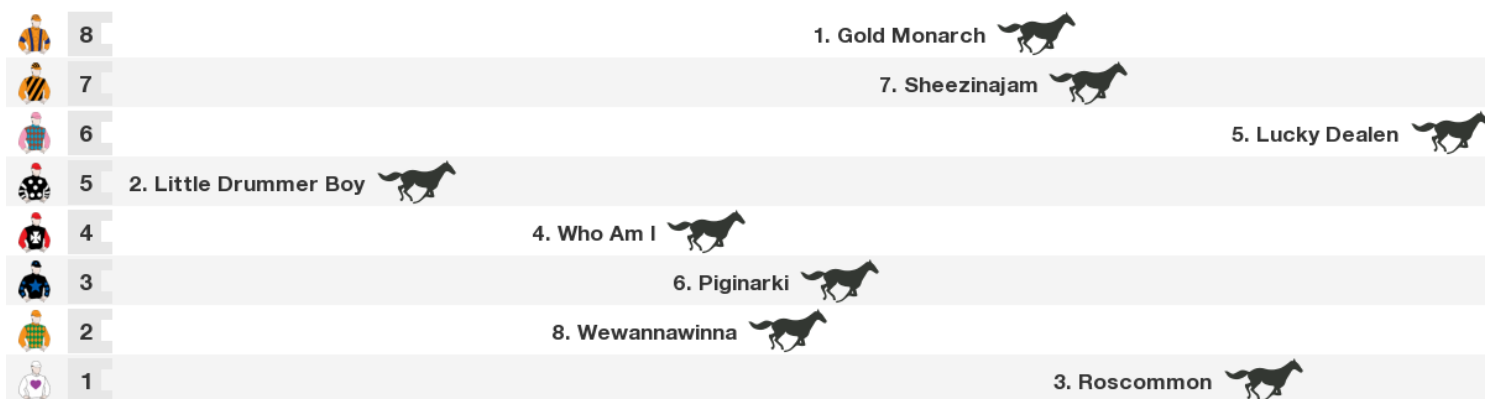 8 1. Gold Monarch
7 7. Sheezinajam
6 5. Lucky Dealen
5 2. Little Drummer Boy
4 4. Who Am I
3 6. Piginarki
2 8. Wewannawinna
1 3. Roscommon